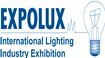 EXPOLUX
International Lighting
Industry Exhibition